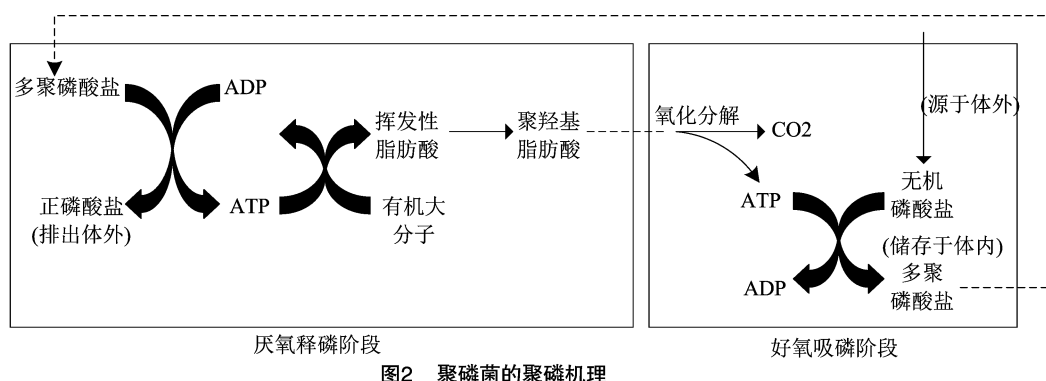 多聚磷酸盐
ADP
正磷酸盐
(排出体外)
ATP
挥发性
脂肪酸
有机大
分子
聚羟基
脂肪酸
厌氧释磷阶段
氧化分解
CO2
(源于体外)
ATP
无机
磷酸盐
(储存于体内)
ADP
多聚
磷酸盐
好氧吸磷阶段
图2 聚磷菌的聚磷机理